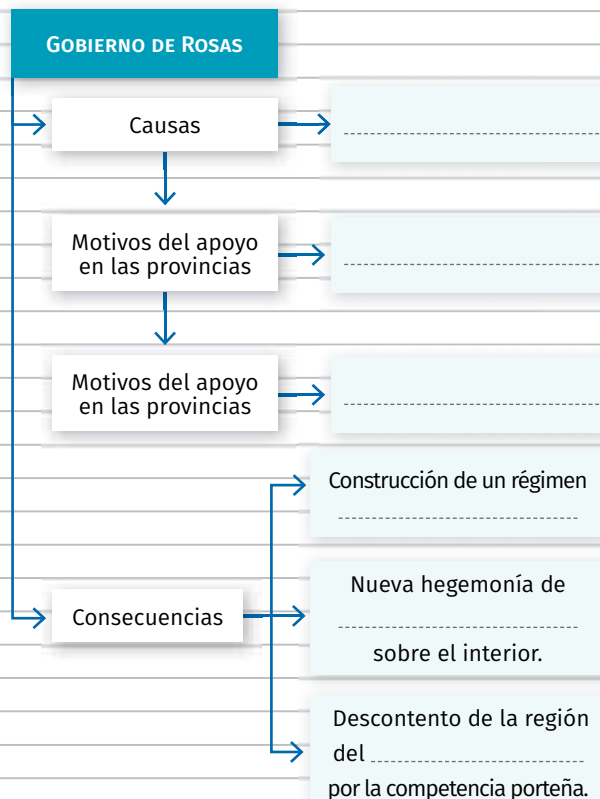 GOBIERNO DE ROSAS
Causas
Motivos del apoyo
en las provincias
Motivos del apoyo
en las provincias
Construcción de un régimen
Consecuencias
Nueva hegemonía de
sobre el interior.
Descontento de la región
del
por la competencia porteña.